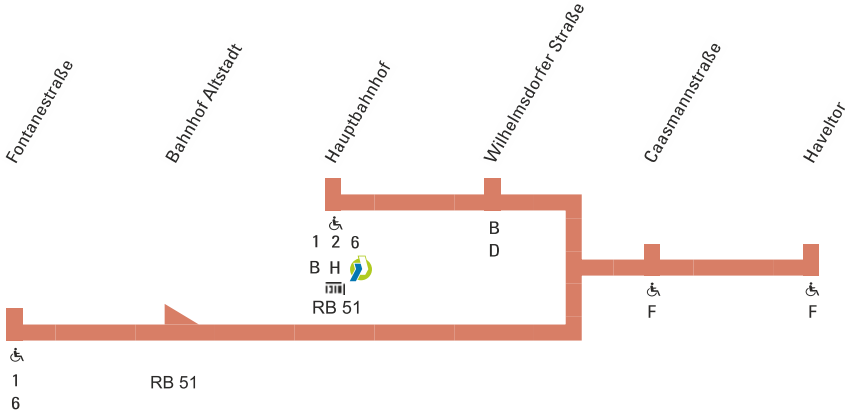 Fontanestraße
Bahnhof Altstadt
Hauptbahnhof
Wilhelmsdorfer Straße
Caasmannstraße
Haveltor
1 2 6
B H
RB 51
B
D
F
F
1
6
RB 51